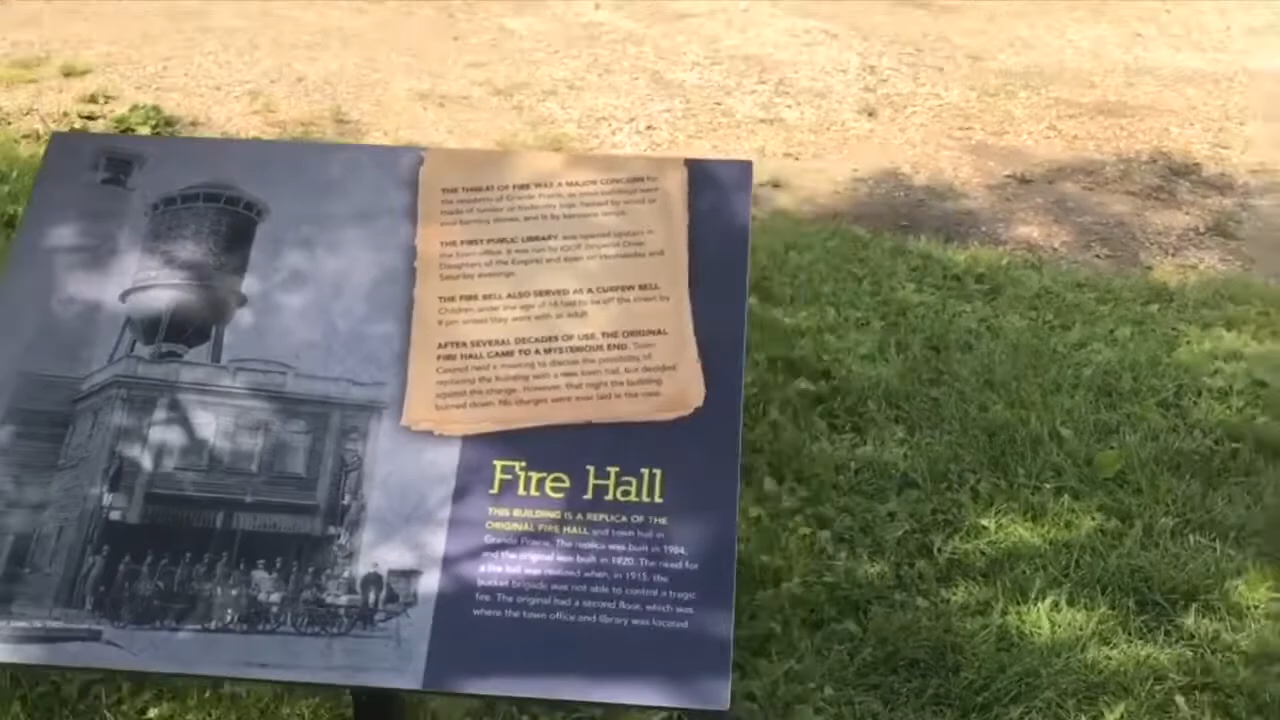 THE THREAT OF FIRE WAS A MAJOR CONCERN for
the residents of Grande Prairie, as most buildings were
made of lumber or logs, heated by wood or
coal burning stoves, and lit by kerosene lamps.
THE FIRST PUBLIC LIBRARY was opened upstairs in
the town office. It was run by IODE (Imperial Order
Daughters of the Empire) and open on Wednesday and
Saturday evenings.
THE FIRE BELL ALSO SERVED AS A CURFEW BELL.
Children under the age of had to be off the street by
9 pm unless they were with an adult.
AFTER SEVERAL DECADES OF USE, THE ORIGINAL
FIRE HALL CAME TO A MYSTERIOUS END. Town
Council held a meeting to discuss the possibility of
replacing the building with a new town hall, but decided
against the change. However, that night the building
burned down. No charges were ever laid in the case.
Fire Hall
THIS BUILDING IS A REPLICA OF THE
ORIGINAL FIRE HALL and town hall in
Grande Prairie. The replica was built in 1984,
and the original was built in 1920. The need for
a fire hall was realized when, in 1915, the
bucket brigade was not able to control a tragic
fire. The original had a second floor, which was
where the town office and library was located.